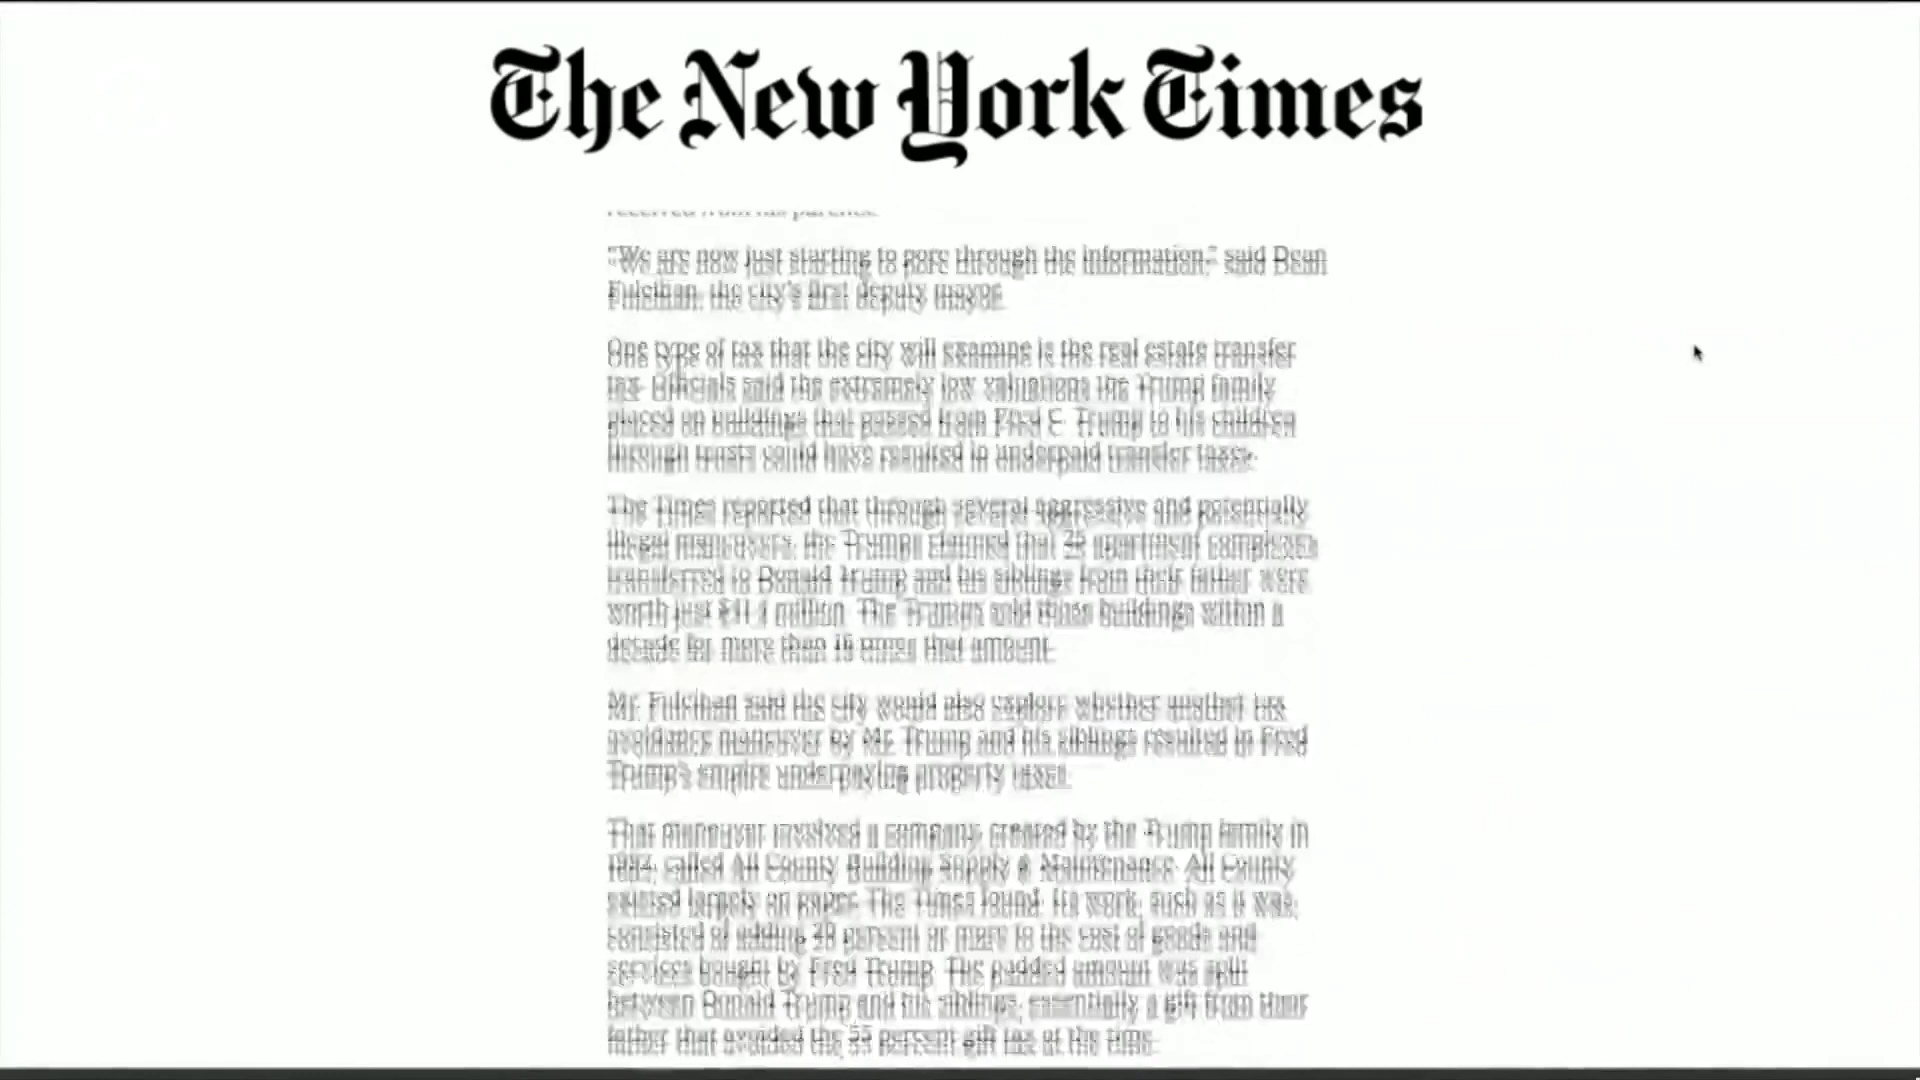 The New York Times
received from his parents.
“We are now just starting to pore through the information,” said Dean
Fuleihan, the city’s first deputy mayor.
One type of tax that the city will examine is the real estate transfer
tax. Officials said the extremely low valuations the Trump family
placed on buildings that passed from Fred C. Trump to his children
through trusts could have resulted in underpaid transfer taxes.
The Times reported that through several aggressive and potentially
illegal maneuvers, the Trumps claimed that 25 apartment complexes
transferred to Donald Trump and his siblings from their father were
worth just $41.4 million. The Trumps sold those buildings within a
decade for more than 16 times that amount.
Mr. Fuleihan said the city would also explore whether another tax
avoidance maneuver by Mr. Trump and his siblings resulted in Fred
Trump’s empire underpaying property taxes.
That maneuver involved a company created by the Trump family in
1992, called All County Building Supply & Maintenance. All County
existed largely on paper, The Times found. Its work, such as it was,
consisted of adding 20 percent or more to the cost of goods and
services bought by Fred Trump. The padded amount was split
between Donald Trump and his siblings, essentially a gift from their
father that avoided the 55 percent gift tax at the time.